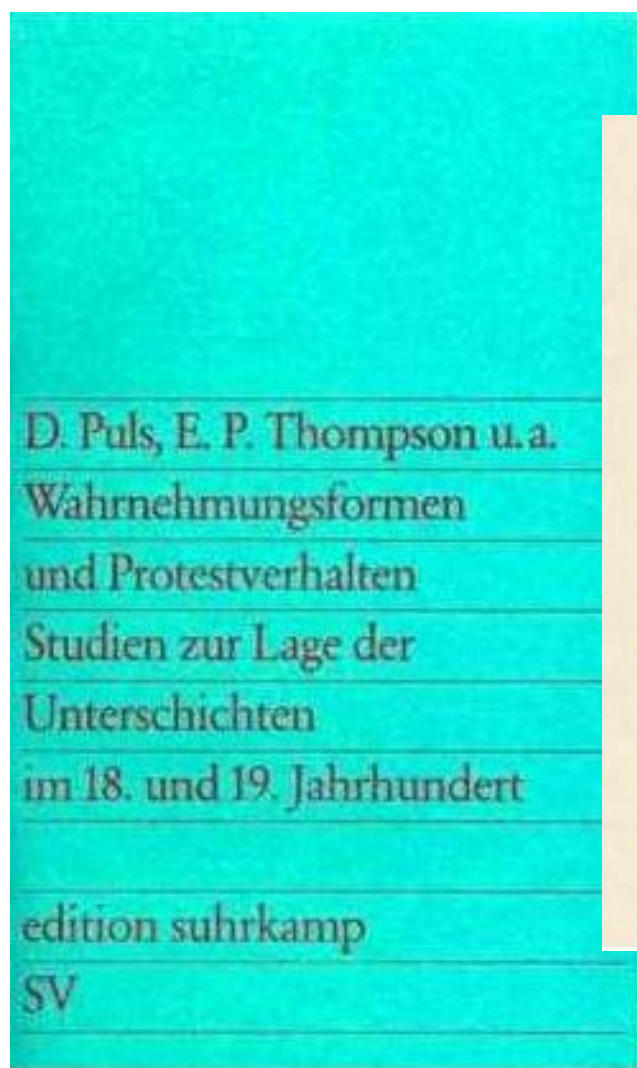 D. Puls, E. P. Thompson u. a.
Wahrnehmungsformen
und Protestverhalten
Studien zur Lage der
Unterschichten
im 18. und 19. Jahrhundert
edition suhrkamp
SV